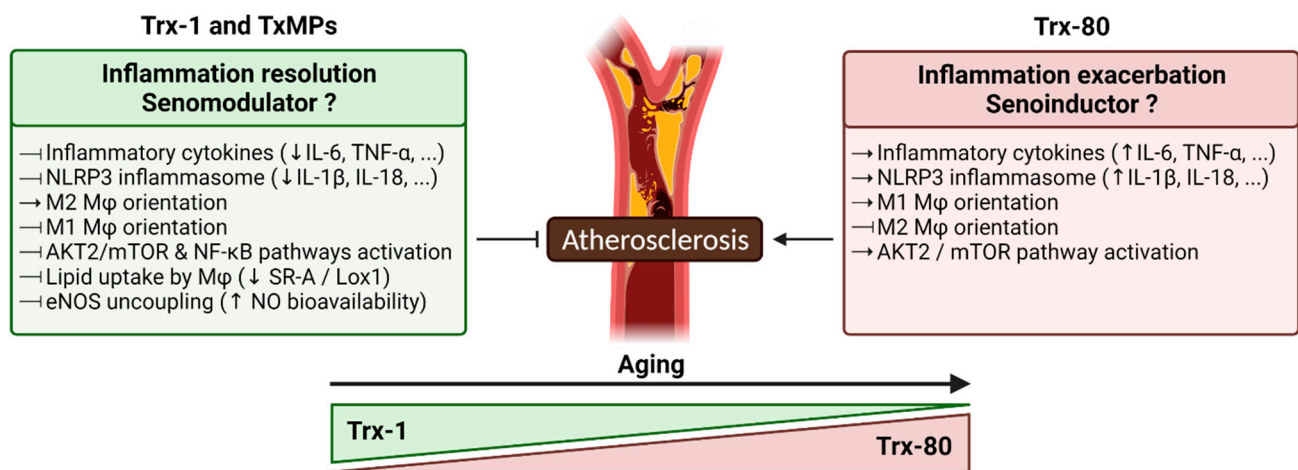 Trx-1 and TxMPs
Inflammation resolution
Senomodulator ?
⊣Inflammatory cytokines (↓IL-6, TNF-α, ...)
⊣NLRP3 inflammasome (↓IL-1β, IL-18, ...)
→M2 Mφ orientation
⊣M1 Mφ orientation
⊣AKT2/mTOR & NF-κB pathways activation
⊣Lipid uptake by Mφ (↓ SR-A / Lox1)
⊣eNOS uncoupling (↑ NO bioavailability)
Atherosclerosis
Trx-80
Inflammation exacerbation
Senoinductor ?
→Inflammatory cytokines (↑IL-6, TNF-α, ...)
→NLRP3 inflammasome (↑IL-1β, IL-18, ...)
→M1 Mφ orientation
⊣M2 Mφ orientation
→AKT2 / mTOR pathway activation
Aging
Trx-1
Trx-80